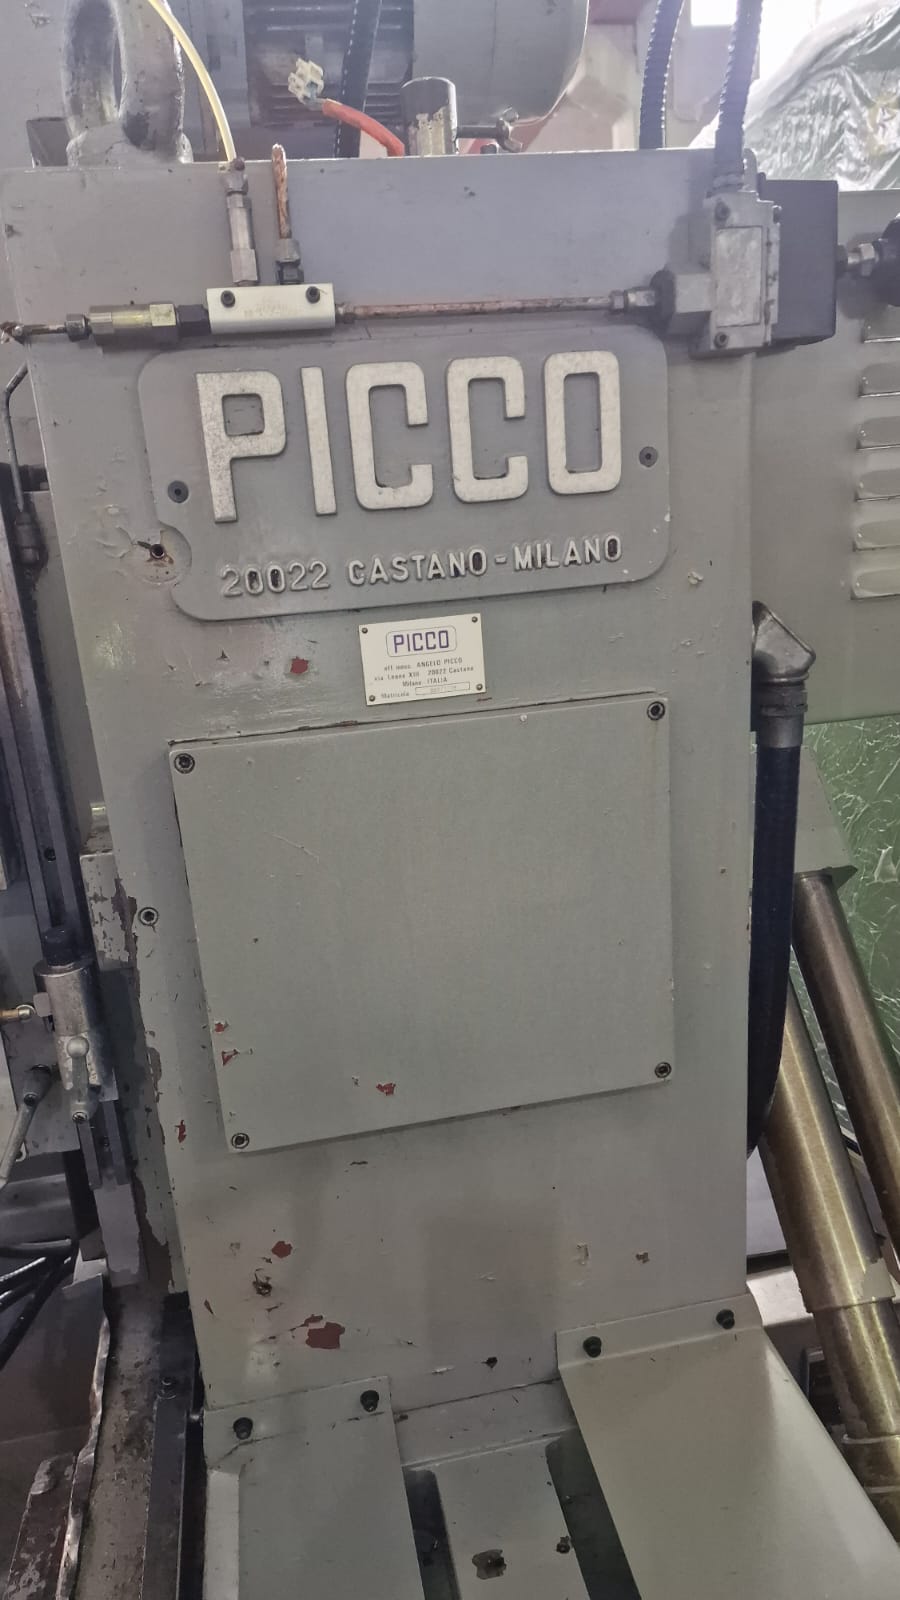 PICCO
20022 CASTANO-MILANO
PICCO
off mecc. ANGELO PICCO
via Leone XIII 20022 Castano
Milano ITALIA
Matricola